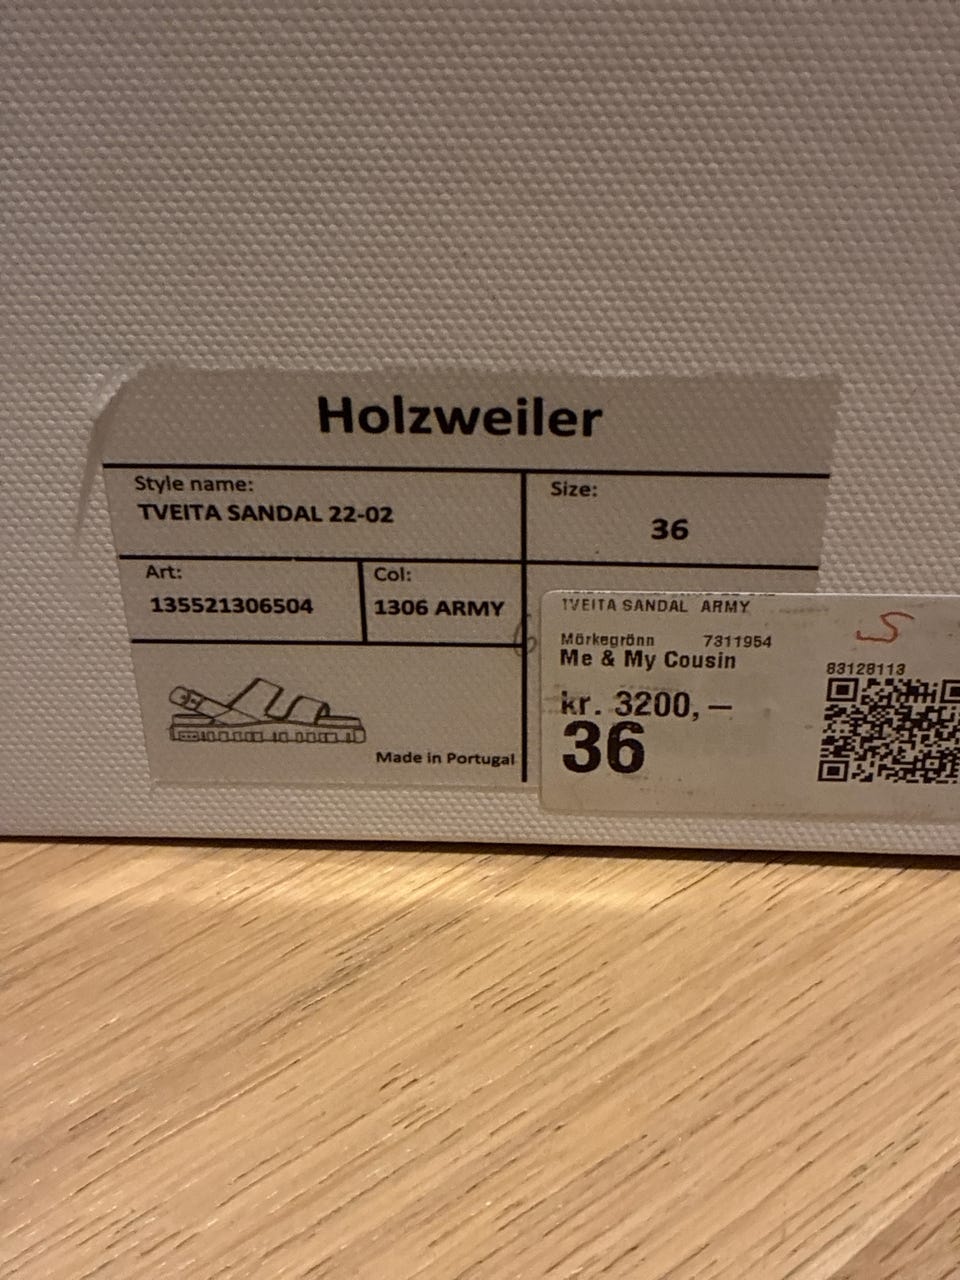 Holzweiler
Style name:
TVEITA SANDAL 22-02
Size:
36
Art:
135521306504
Col:
1306 ARMY
Made in Portugal
TVEITA SANDAL ARMY
Mörkegrönn 7311954
Me & My Cousin
kr. 3200,—
36
S
83128113